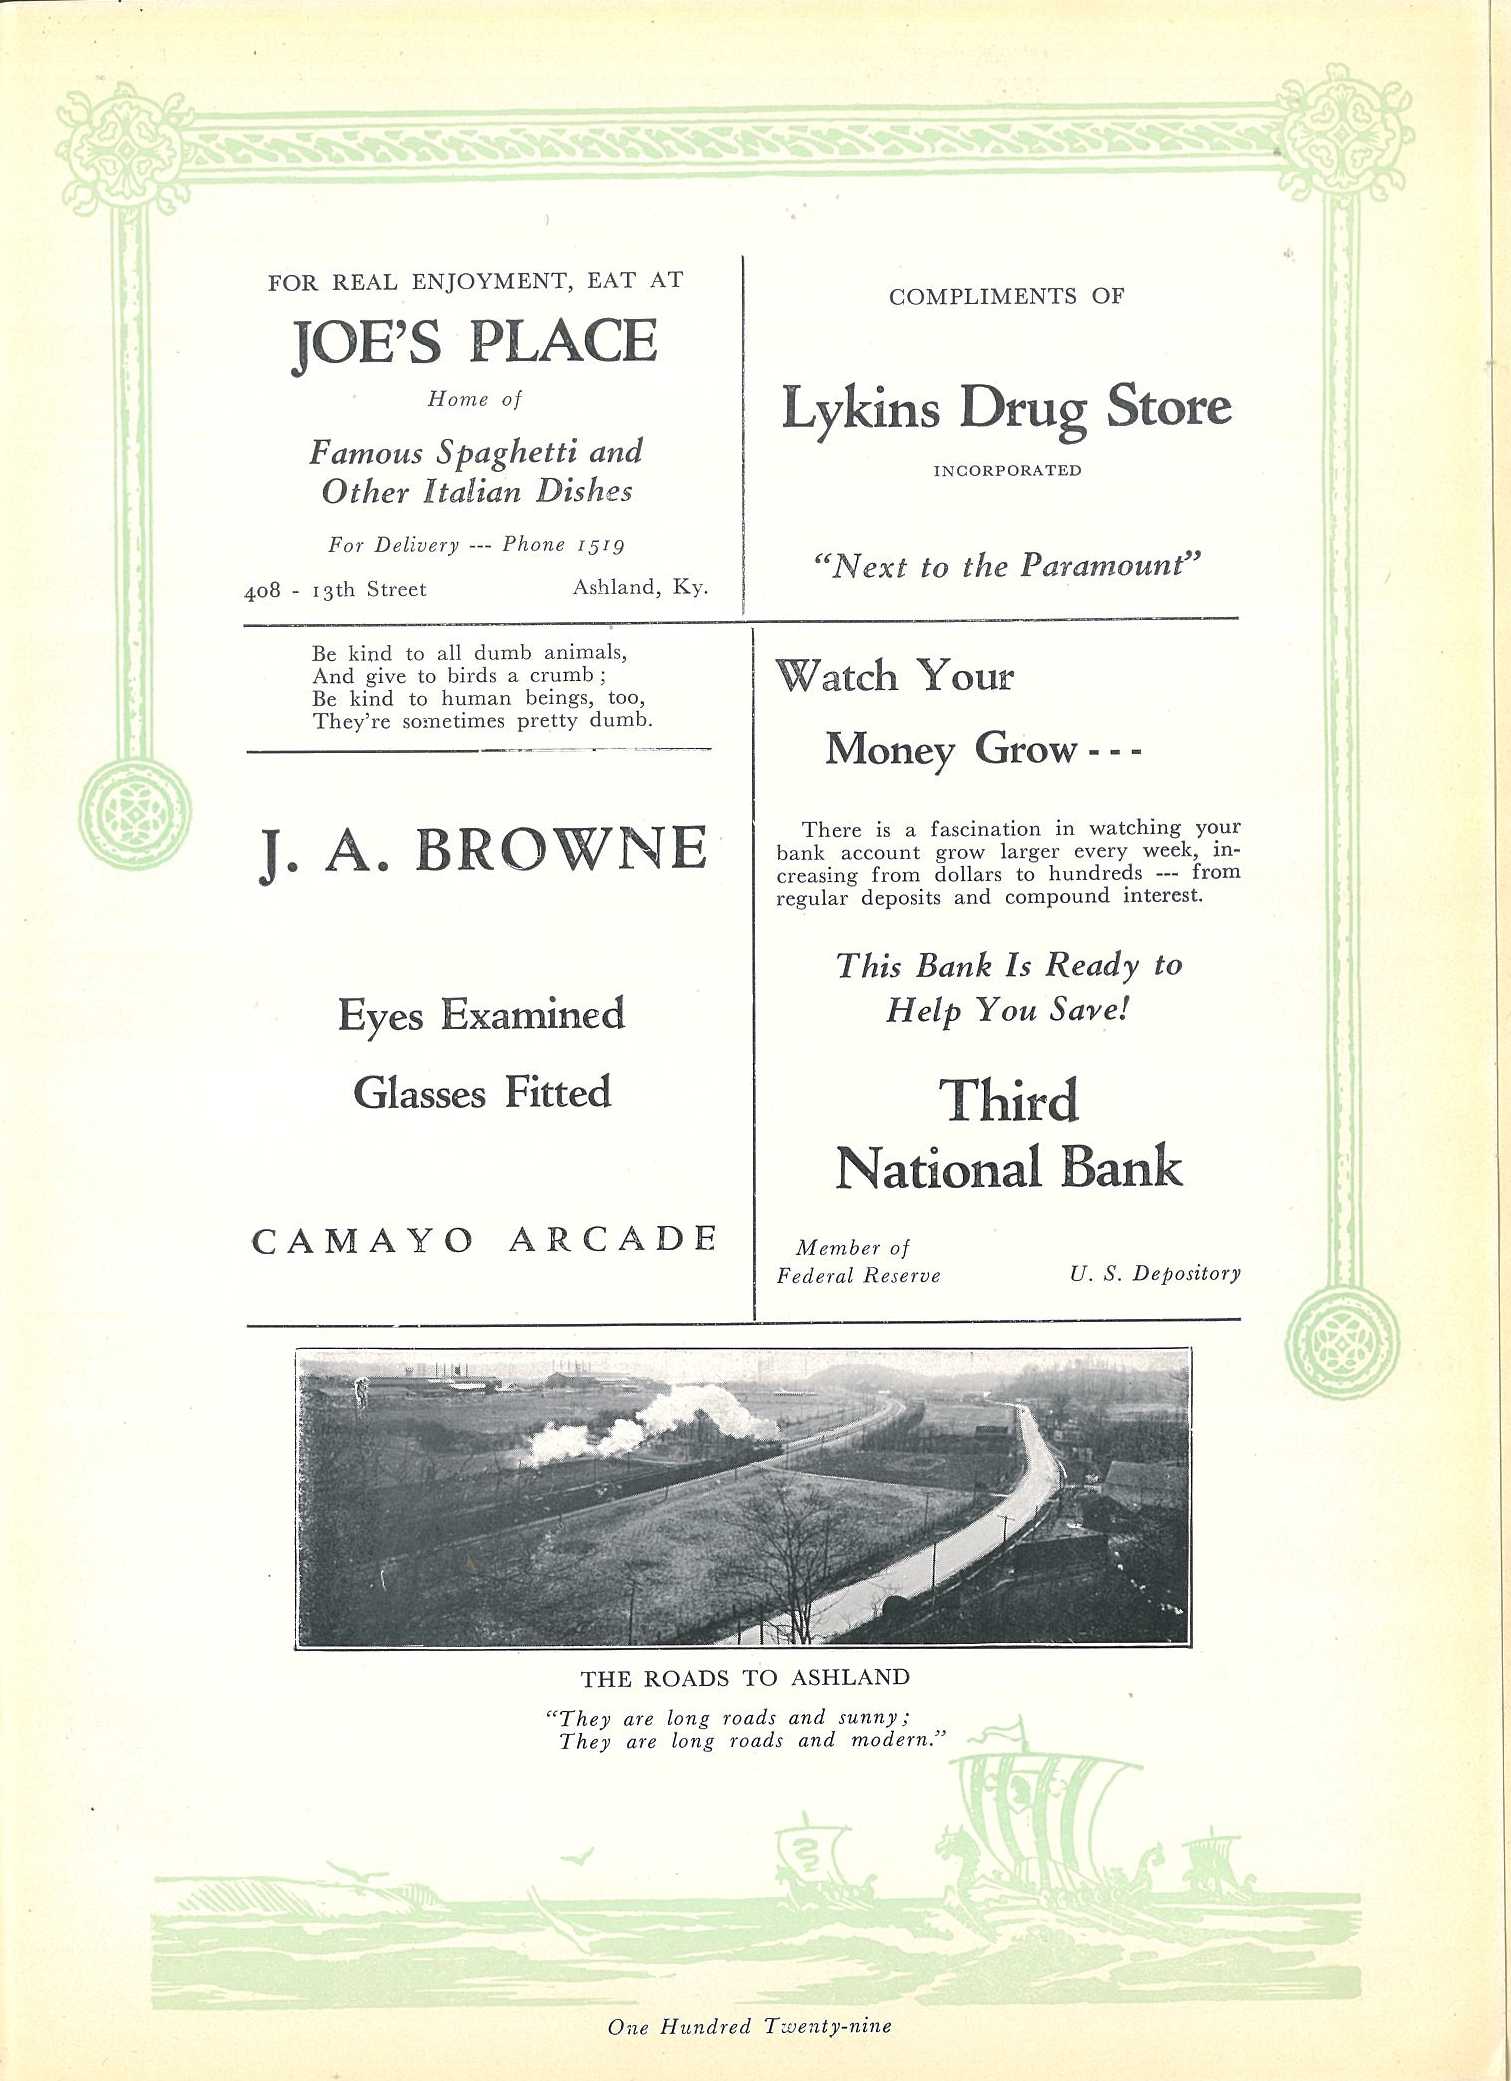 FOR REAL ENJOYMENT, EAT AT
JOE'S PLACE
Home of
Famous Spaghetti and
Other Italian Dishes
For Delivery --- Phone 1519
408 - 13th Street Ashland, Ky.
COMPLIMENTS OF
Lykins Drug Store
INCORPORATED
"Next to the Paramount"
Be kind to all dumb animals,
And give to birds a crumb;
Be kind to human beings, too,
They're sometimes pretty dumb.
J. A. BROWNE
Eyes Examined
Glasses Fitted
CAMAYO ARCADE
Watch Your
Money Grow ---
There is a fascination in watching your
bank account grow larger every week, in-
creasing from dollars to hundreds --- from
regular deposits and compound interest.
This Bank Is Ready to
Help You Save!
Third
National Bank
Member of
Federal Reserve U. S. Depository
THE ROADS TO ASHLAND
"They are long roads and sunny;
They are long roads and modern."
One Hundred Twenty-nine